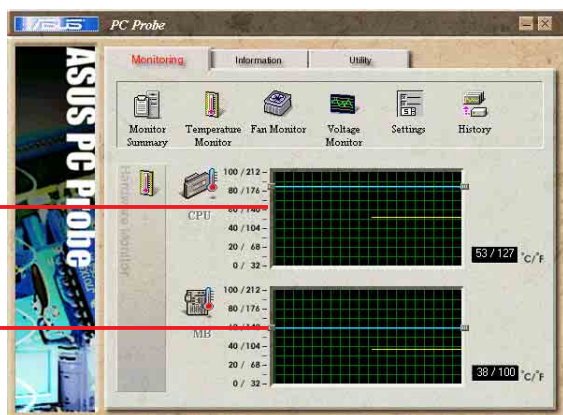 ASUS
PC Probe
ASUS PC Probe
Monitoring
Information
Utility
Monitor
Summary
Temperature
Monitor
Fan Monitor
Voltage
Monitor
Settings
History
Hardware Monitor
CPU
100 / 212
80 / 176
60 / 140
40 / 104
20 / 68
0 / 32
53 / 127 °C/°F
MB
100 / 212
80 / 176
40 / 104
20 / 68
0 / 32
38 / 100 °C/°F